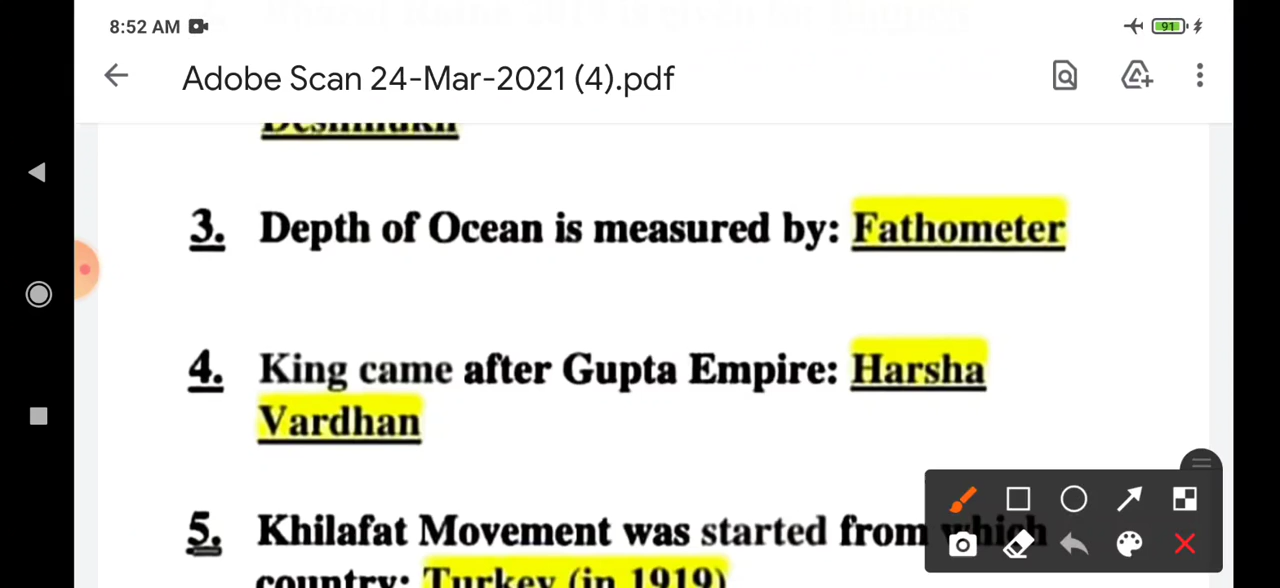 8:52 AM
91
Adobe Scan 24-Mar-2021 (4).pdf
Deshmukh
3. Depth of Ocean is measured by: Fathometer
4. King came after Gupta Empire: Harsha
Vardhan
5. Khilafat Movement was started from which
country: Turkey (in 1919)